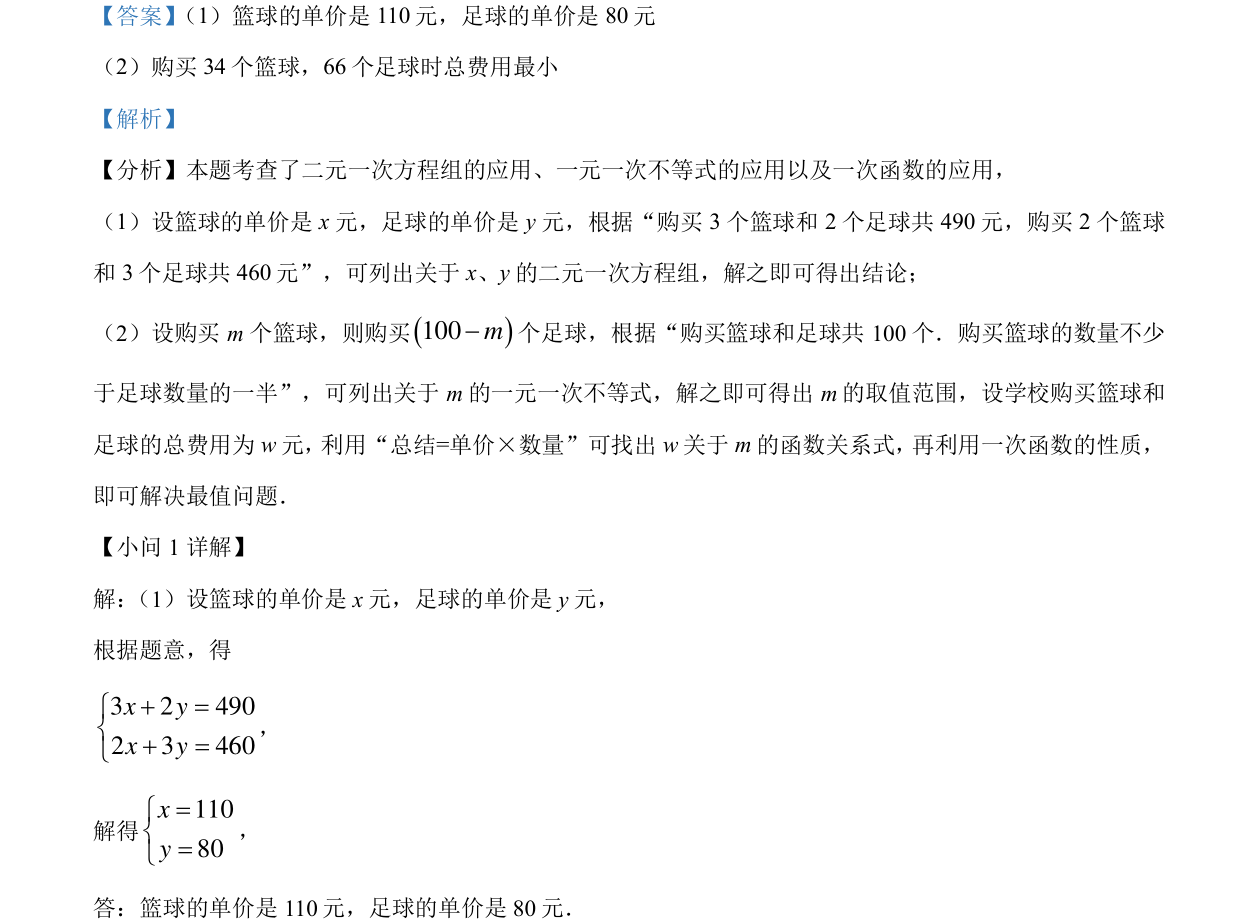 【答案】（1）篮球的单价是 110 元，足球的单价是 80 元
（2）购买 34 个篮球，66 个足球时总费用最小
【解析】
【分析】本题考查了二元一次方程组的应用、一元一次不等式的应用以及一次函数的应用，
（1）设篮球的单价是 x 元，足球的单价是 y 元，根据“购买 3 个篮球和 2 个足球共 490 元，购买 2 个篮球
和 3 个足球共 460 元”，可列出关于 x、y 的二元一次方程组，解之即可得出结论；
（2）设购买 m 个篮球，则购买(100−m)个足球，根据“购买篮球和足球共 100 个．购买篮球的数量不少
于足球数量的一半”，可列出关于 m 的一元一次不等式，解之即可得出 m 的取值范围，设学校购买篮球和
足球的总费用为 w 元，利用“总结=单价×数量”可找出 w 关于 m 的函数关系式，再利用一次函数的性质，
即可解决最值问题．
【小问 1 详解】
解：（1）设篮球的单价是 x 元，足球的单价是 y 元，
根据题意，得
{3x+2y=490
2x+3y=460，
解得{x=110
y=80，
答：篮球的单价是 110 元，足球的单价是 80 元．